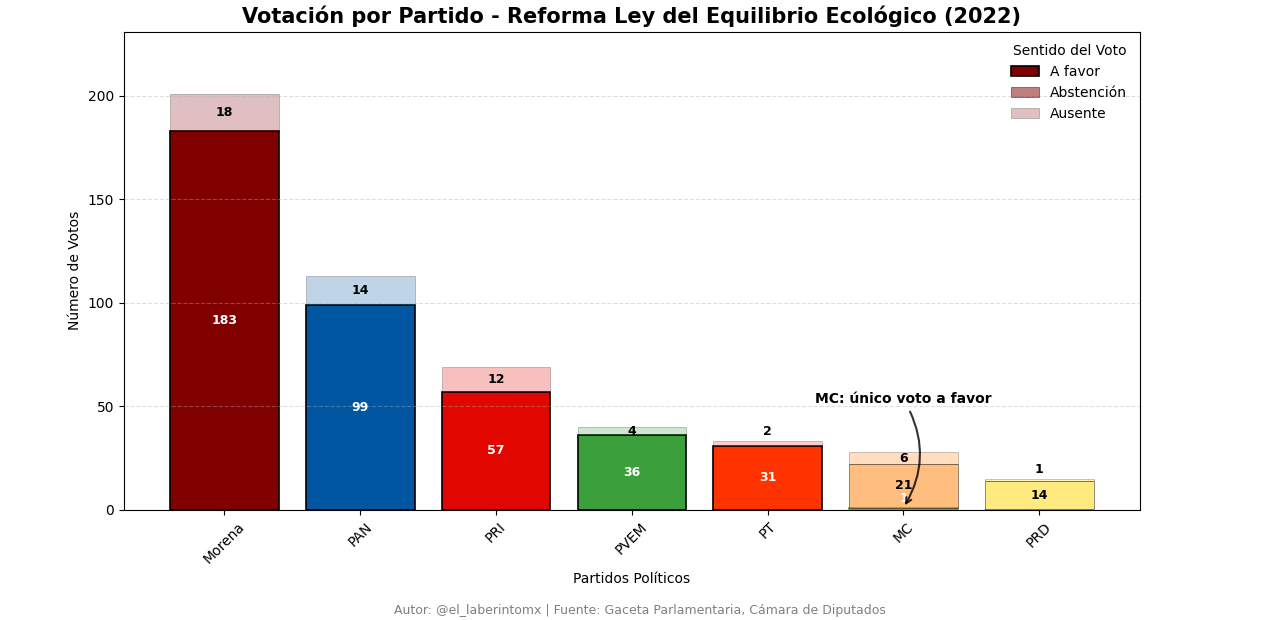 Votación por Partido - Reforma Ley del Equilibrio Ecológico (2022)
Sentido del Voto
A favor
Abstención
Ausente
Número de Votos
200
150
100
50
0
18
183
14
99
12
57
4
36
2
31
MC: único voto a favor
6
21
1
1
14
Morena
PAN
PRI
PVEM
PT
MC
PRD
Partidos Políticos
Autor: @el_laberintomx | Fuente: Gaceta Parlamentaria, Cámara de Diputados